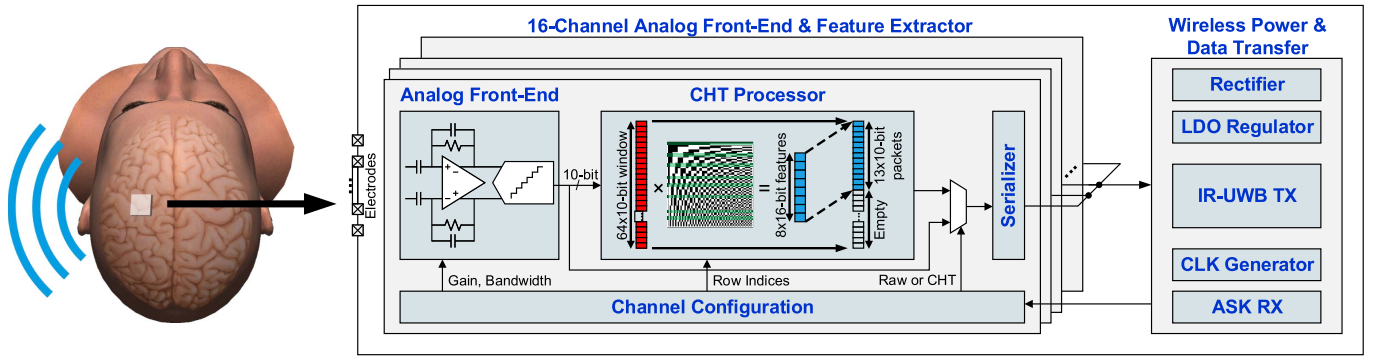 16-Channel Analog Front-End & Feature Extractor
Wireless Power &
Data Transfer
Analog Front-End
CHT Processor
Rectifier
LDO Regulator
IR-UWB TX
CLK Generator
ASK RX
Electrodes
+
−
−
+
10-bit
64x10-bit window
×
=
8x16-bit features
13x10-bit
packets
Empty
Serializer
Gain, Bandwidth
Row Indices
Raw or CHT
Channel Configuration